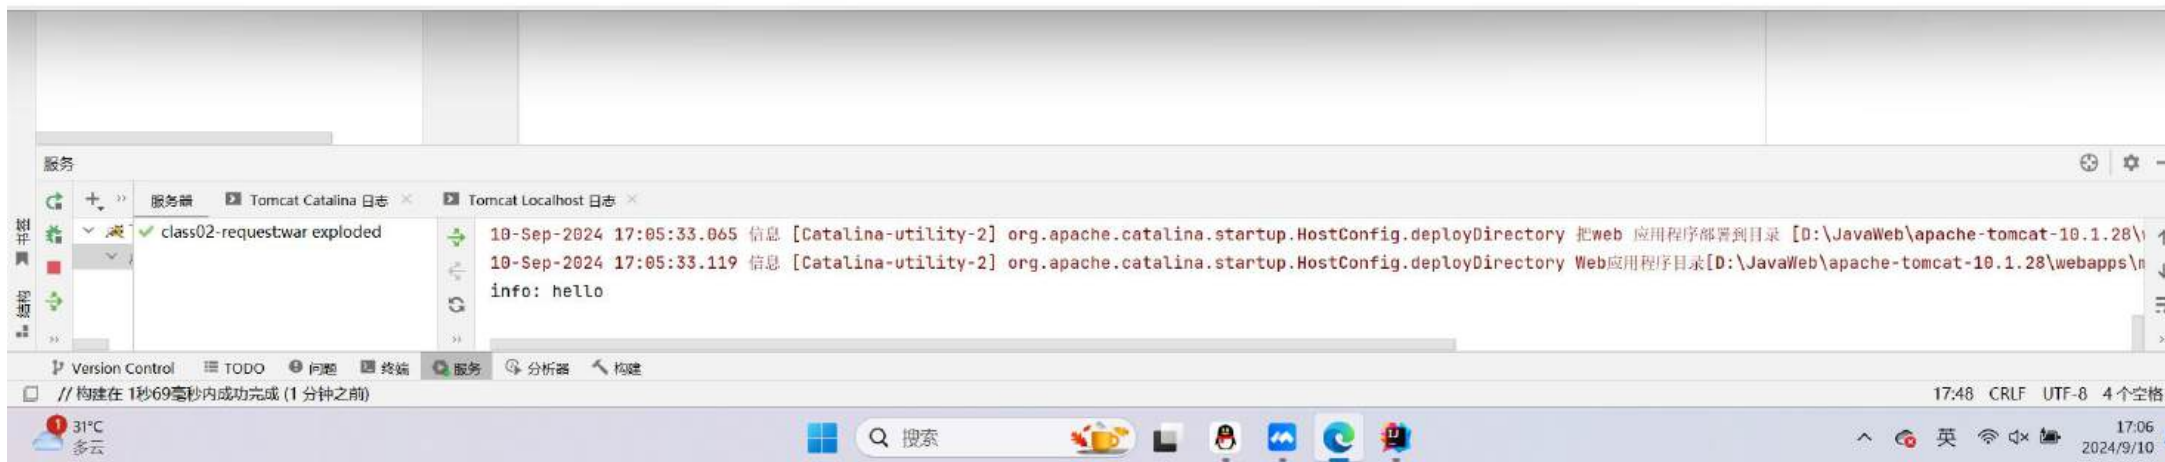 服务
服务器 Tomcat Catalina 日志 × Tomcat Localhost 日志 ×
书签
class02-request:war exploded
10-Sep-2024 17:05:33.065 信息 [Catalina-utility-2] org.apache.catalina.startup.HostConfig.deployDirectory 把web 应用程序部署到目录 [D:\JavaWeb\apache-tomcat-10.1.28\
10-Sep-2024 17:05:33.119 信息 [Catalina-utility-2] org.apache.catalina.startup.HostConfig.deployDirectory Web应用程序目录[D:\JavaWeb\apache-tomcat-10.1.28\webapps\
info: hello
结构
Version Control TODO 问题 终端 服务 分析器 构建
// 构建在 1秒69毫秒内成功完成 (1 分钟之前)
17:48 CRLF UTF-8 4 个空格
1
31°C
多云
搜索
英
17:06
2024/9/10